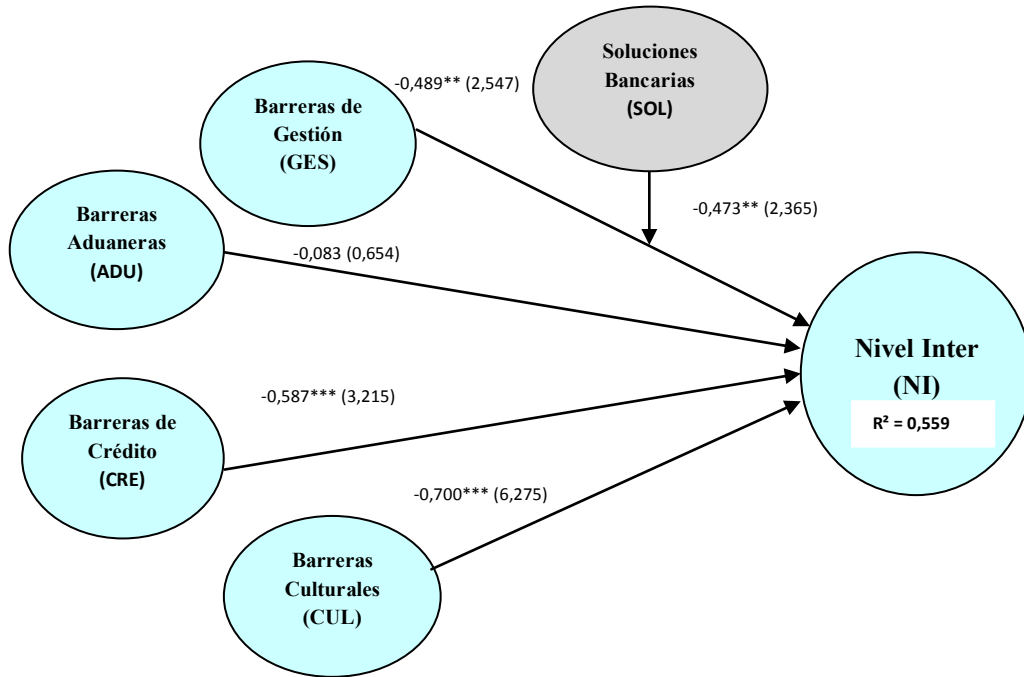 Soluciones
Bancarias
(SOL)
-0,489** (2,547)
Barreras de
Gestión
(GES)
-0,473** (2,365)
Barreras
Aduaneras
(ADU)
-0,083 (0,654)
Nivel Inter
(NI)
R² = 0,559
-0,587*** (3,215)
Barreras de
Crédito
(CRE)
-0,700*** (6,275)
Barreras
Culturales
(CUL)